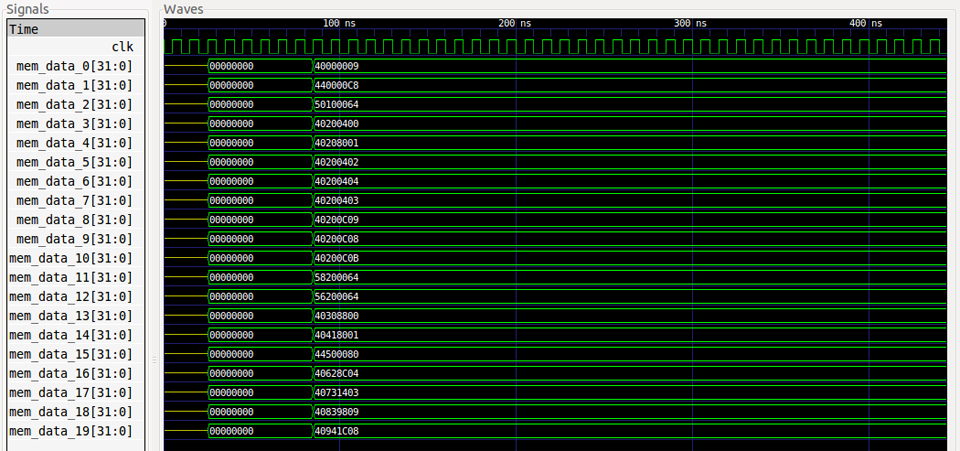 Signals Waves
Time 0 100 ns 200 ns 300 ns 400 ns
clk
mem_data_0[31:0] 00000000 40000009
mem_data_1[31:0] 00000000 440000C8
mem_data_2[31:0] 00000000 50100064
mem_data_3[31:0] 00000000 40200400
mem_data_4[31:0] 00000000 40208001
mem_data_5[31:0] 00000000 40200402
mem_data_6[31:0] 00000000 40200404
mem_data_7[31:0] 00000000 40200403
mem_data_8[31:0] 00000000 40200C09
mem_data_9[31:0] 00000000 40200C08
mem_data_10[31:0] 00000000 40200C0B
mem_data_11[31:0] 00000000 58200064
mem_data_12[31:0] 00000000 56200064
mem_data_13[31:0] 00000000 40308800
mem_data_14[31:0] 00000000 40418001
mem_data_15[31:0] 00000000 44500080
mem_data_16[31:0] 00000000 40628C04
mem_data_17[31:0] 00000000 40731403
mem_data_18[31:0] 00000000 40839809
mem_data_19[31:0] 00000000 40941C08